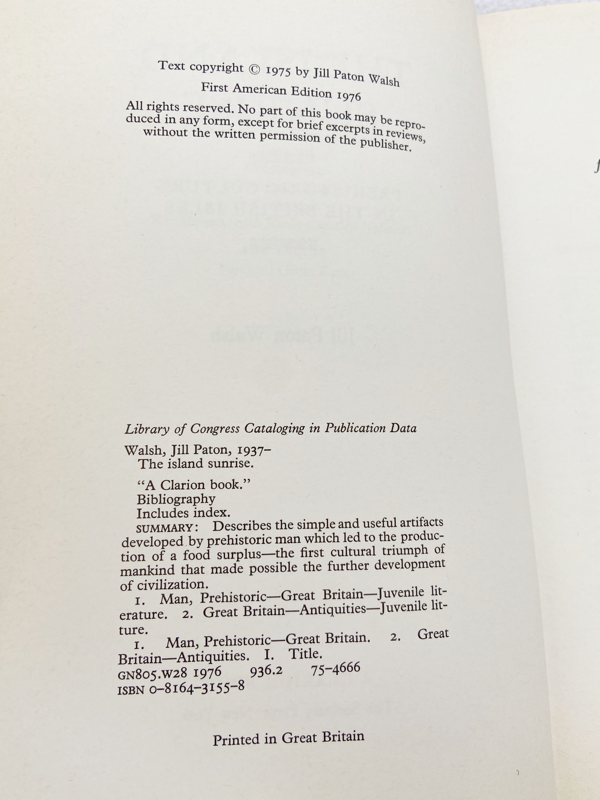 Text copyright © 1975 by Jill Paton Walsh
First American Edition 1976
All rights reserved. No part of this book may be repro-
duced in any form, except for brief excerpts in reviews,
without the written permission of the publisher.
Library of Congress Cataloging in Publication Data
Walsh, Jill Paton, 1937–
The island sunrise.
"A Clarion book."
Bibliography
Includes index.
SUMMARY: Describes the simple and useful artifacts
developed by prehistoric man which led to the produc-
tion of a food surplus—the first cultural triumph of
mankind that made possible the further development
of civilization.
1. Man, Prehistoric—Great Britain—Juvenile lit-
erature. 2. Great Britain—Antiquities—Juvenile lit-
ture.
1. Man, Prehistoric—Great Britain. 2. Great
Britain—Antiquities. I. Title.
GN805.W28 1976 936.2 75-4666
ISBN 0-8164-3155-8
Printed in Great Britain